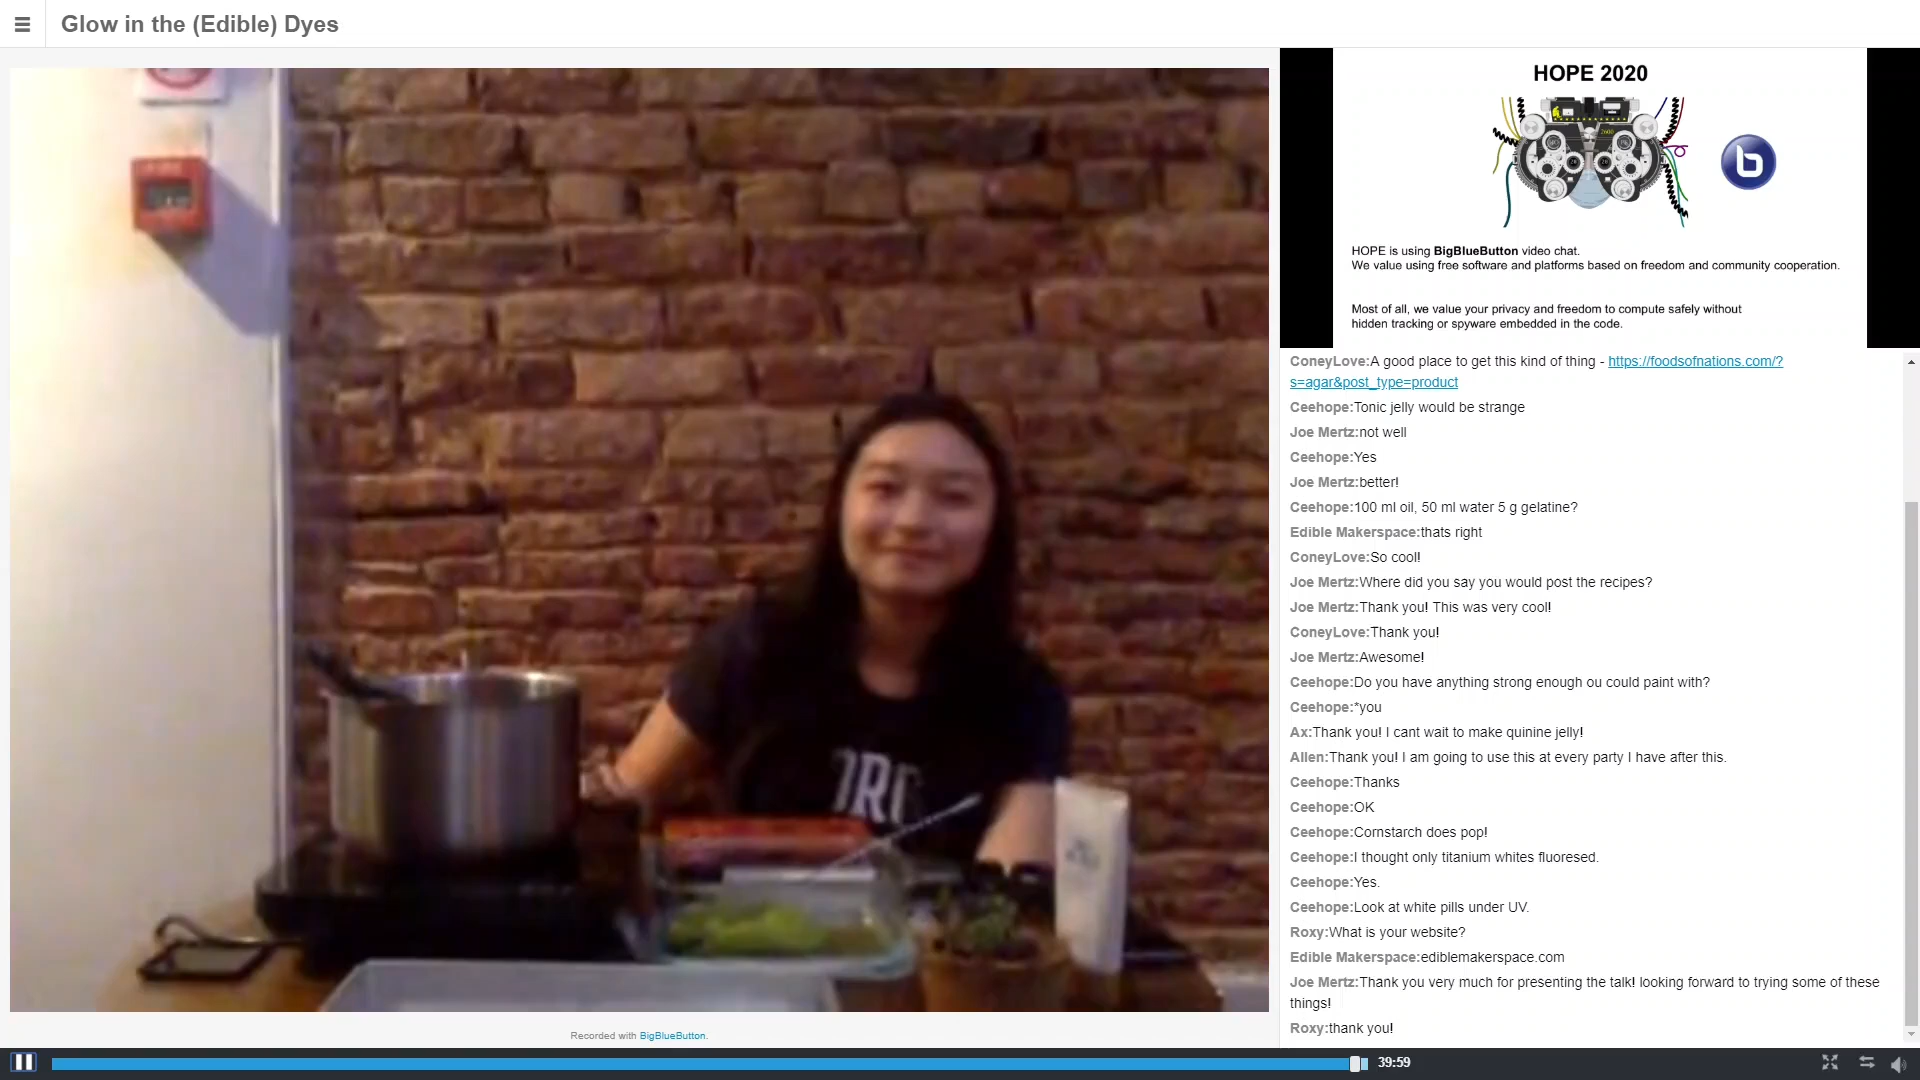 Glow in the (Edible) Dyes
HOPE 2020
2600
HOPE is using BigBlueButton video chat.
We value using free software and platforms based on freedom and community cooperation.
Most of all, we value your privacy and freedom to compute safely without
hidden tracking or spyware embedded in the code.
ConeyLove:A good place to get this kind of thing - https://foodsofnations.com/?
s=agar&post_type=product
Ceehope:Tonic jelly would be strange
Joe Mertz:not well
Ceehope:Yes
Joe Mertz:better!
Ceehope:100 ml oil, 50 ml water 5 g gelatine?
Edible Makerspace:thats right
ConeyLove:So cool!
Joe Mertz:Where did you say you would post the recipes?
Joe Mertz:Thank you! This was very cool!
ConeyLove:Thank you!
Joe Mertz:Awesome!
Ceehope:Do you have anything strong enough ou could paint with?
Ceehope:*you
Ax:Thank you! I cant wait to make quinine jelly!
Allen:Thank you! I am going to use this at every party I have after this.
Ceehope:Thanks
Ceehope:OK
Ceehope:Cornstarch does pop!
Ceehope:I thought only titanium whites fluoresed.
Ceehope:Yes.
Ceehope:Look at white pills under UV.
Roxy:What is your website?
Edible Makerspace:ediblemakerspace.com
Joe Mertz:Thank you very much for presenting the talk! looking forward to trying some of these
things!
Roxy:thank you!
Recorded with BigBlueButton.
39:59